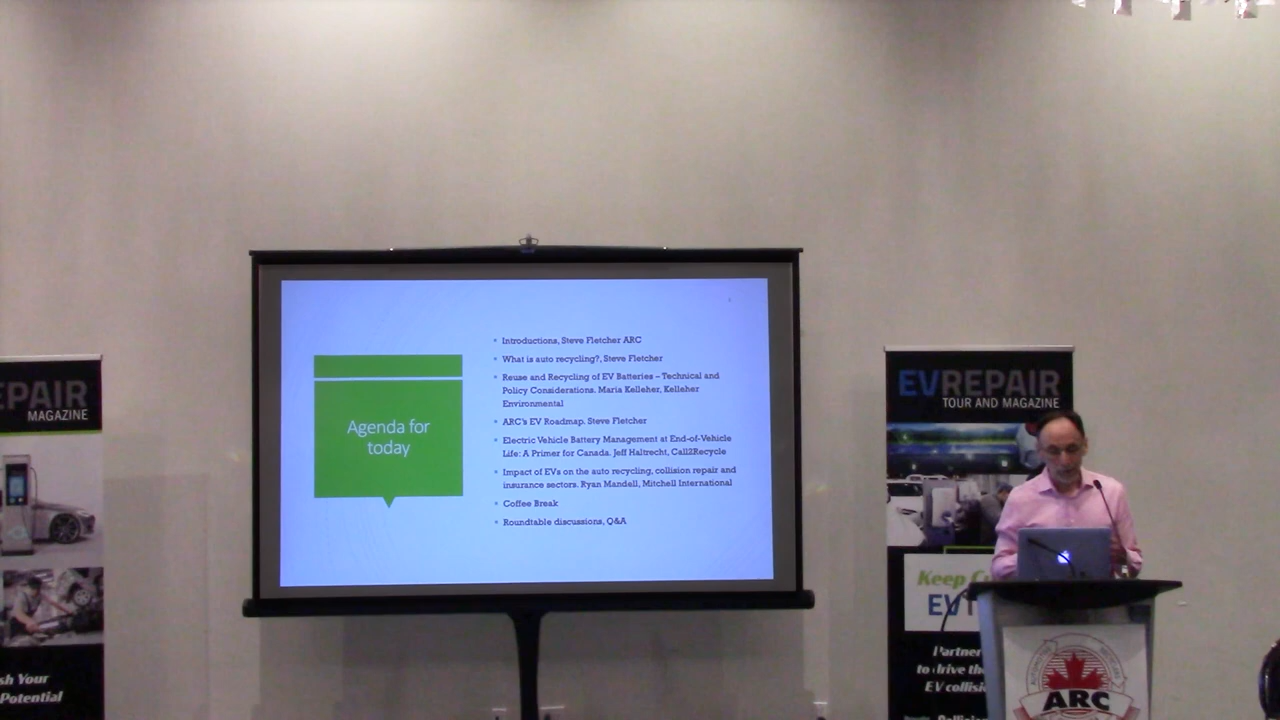 EPAIR
MAGAZINE
sh Your
Potential
Agenda for
today
Introductions, Steve Fletcher ARC
What is auto recycling?, Steve Fletcher
Reuse and Recycling of EV Batteries – Technical and
Policy Considerations. Maria Kelleher, Kelleher
Environmental
ARC's EV Roadmap. Steve Fletcher
Electric Vehicle Battery Management at End-of-Vehicle
Life: A Primer for Canada. Jeff Haltrecht, Call2Recycle
Impact of EVs on the auto recycling, collision repair and
insurance sectors. Ryan Mandell, Mitchell International
Coffee Break
Roundtable discussions, Q&A
EVREPAIR
TOUR AND MAGAZINE
Keep
EV
Partner
to drive the
EV collisi
ARC